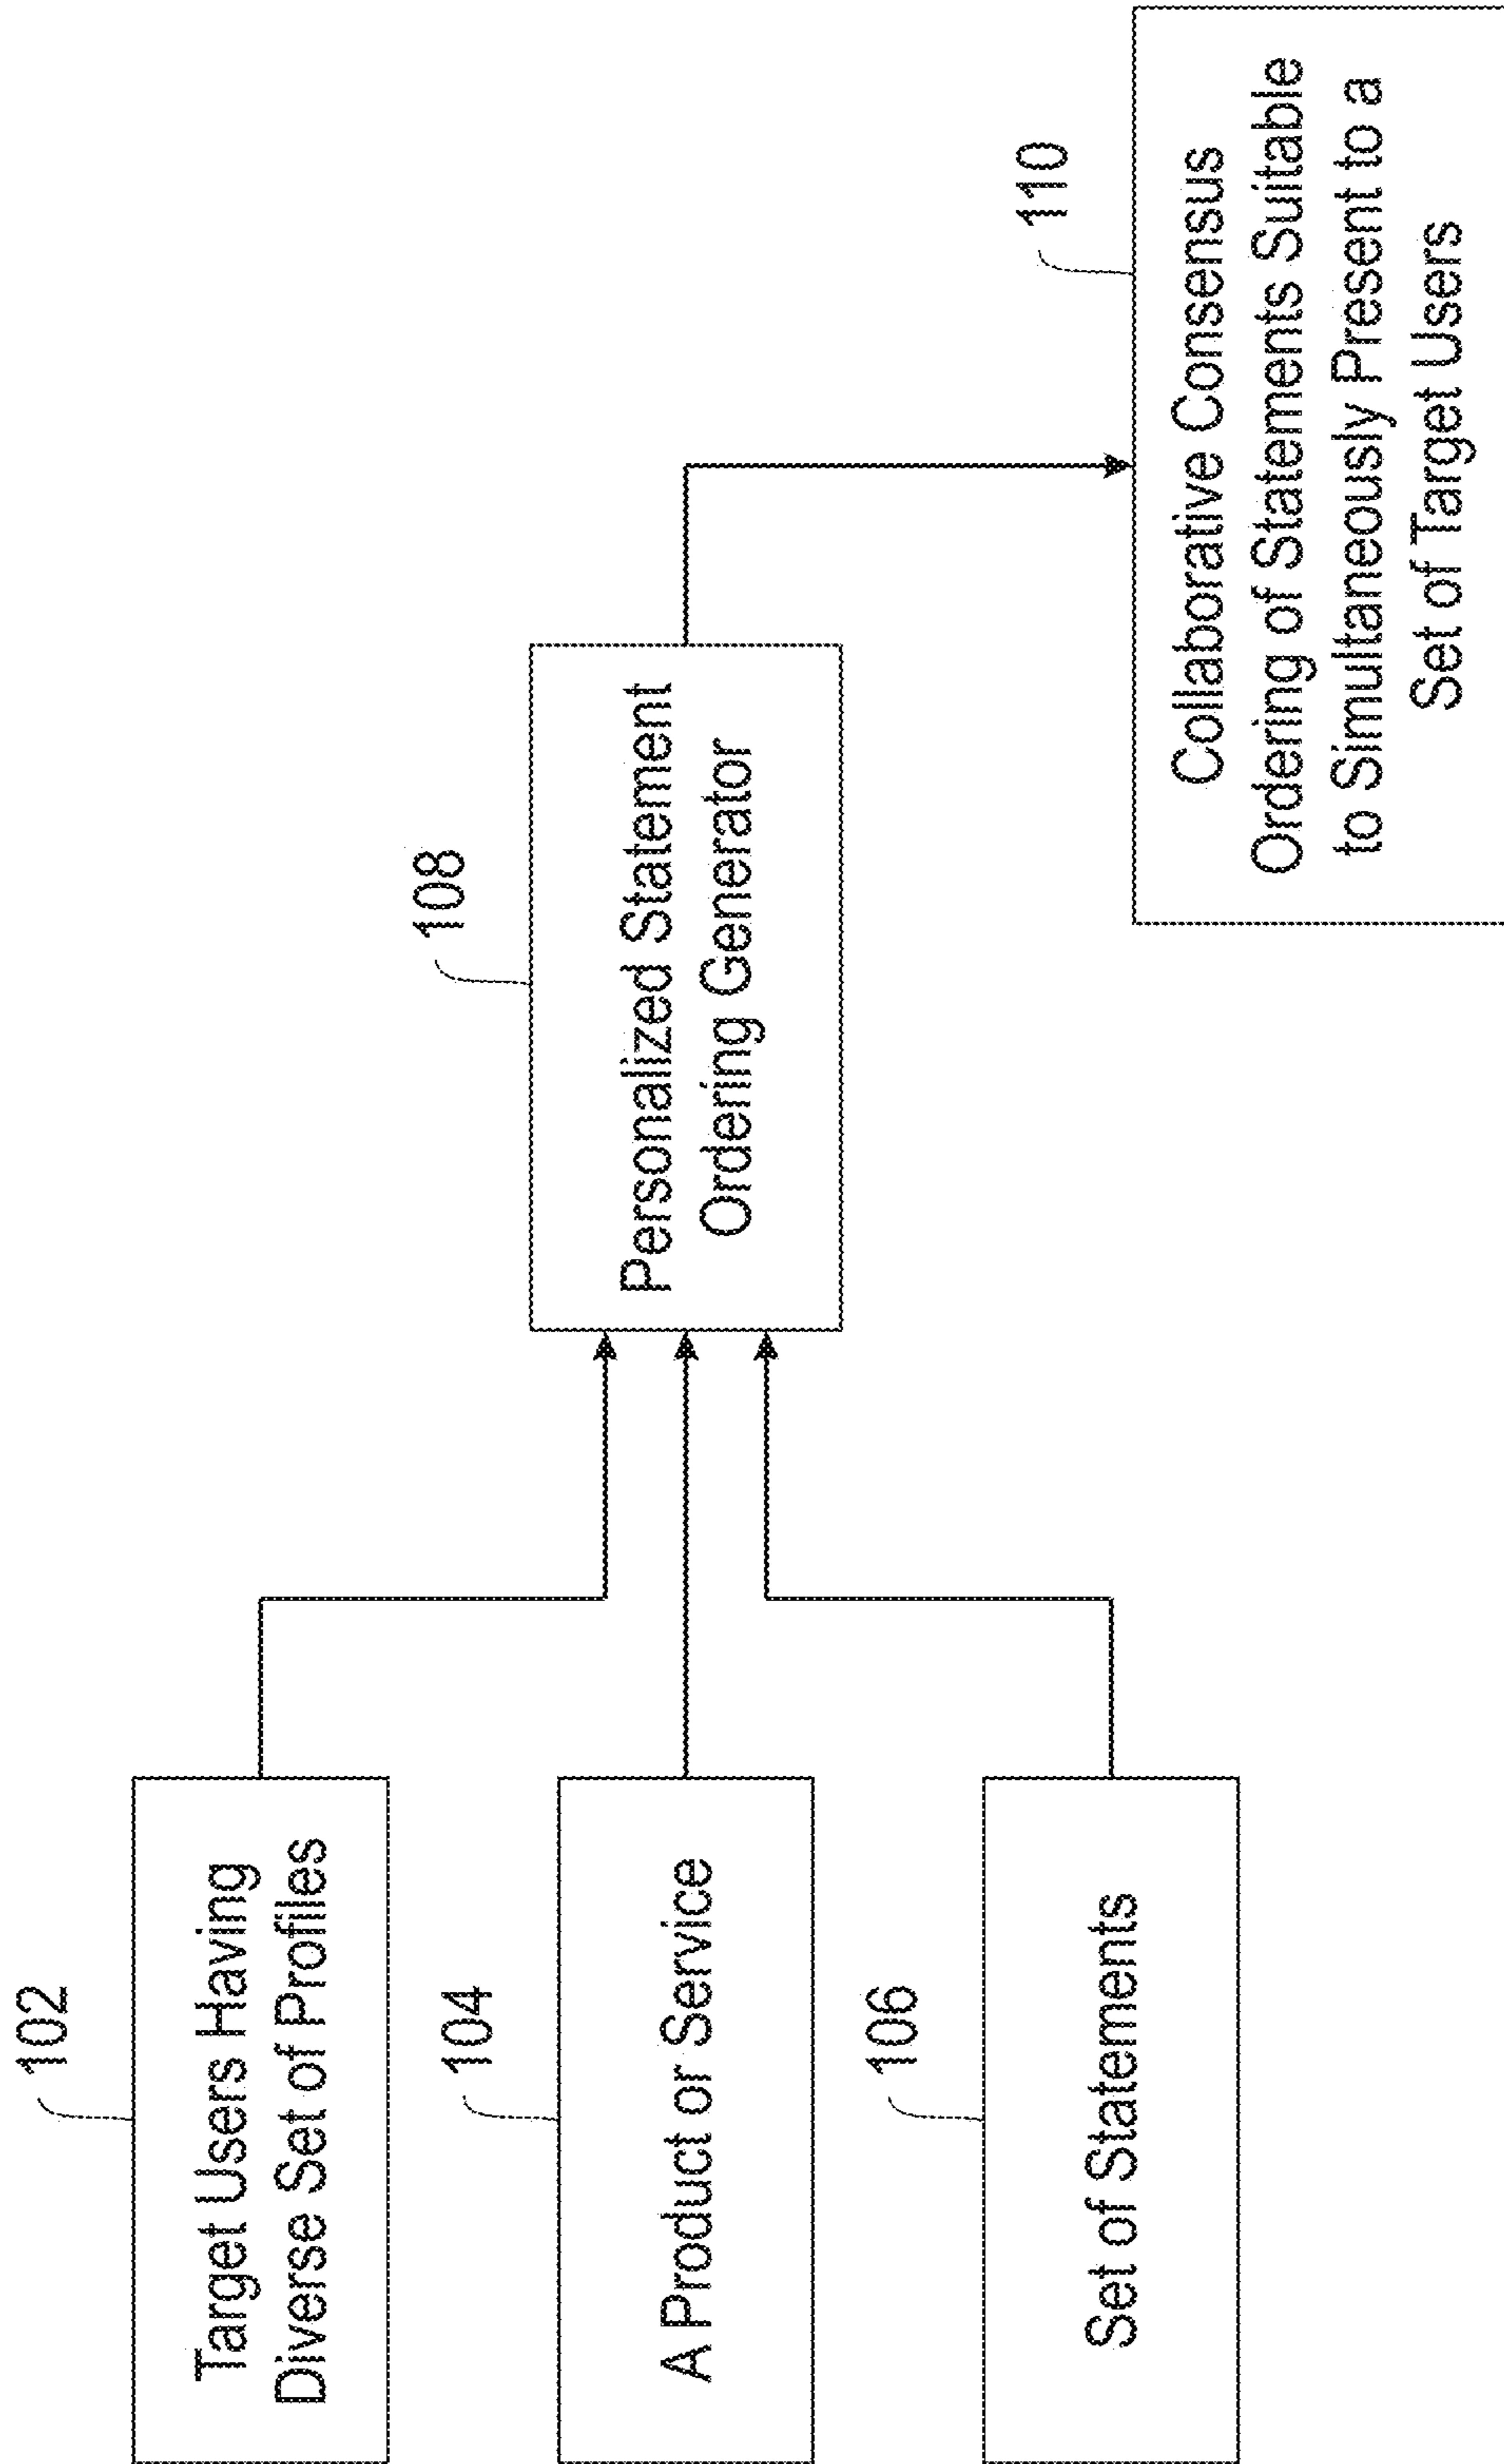 102
Target Users Having
Diverse Set of Profiles
104
A Product or Service
106
Set of Statements
108
Personalized Statement
Ordering Generator
110
Collaborative Consensus
Ordering of Statements Suitable
to Simultaneously Present to a
Set of Target Users